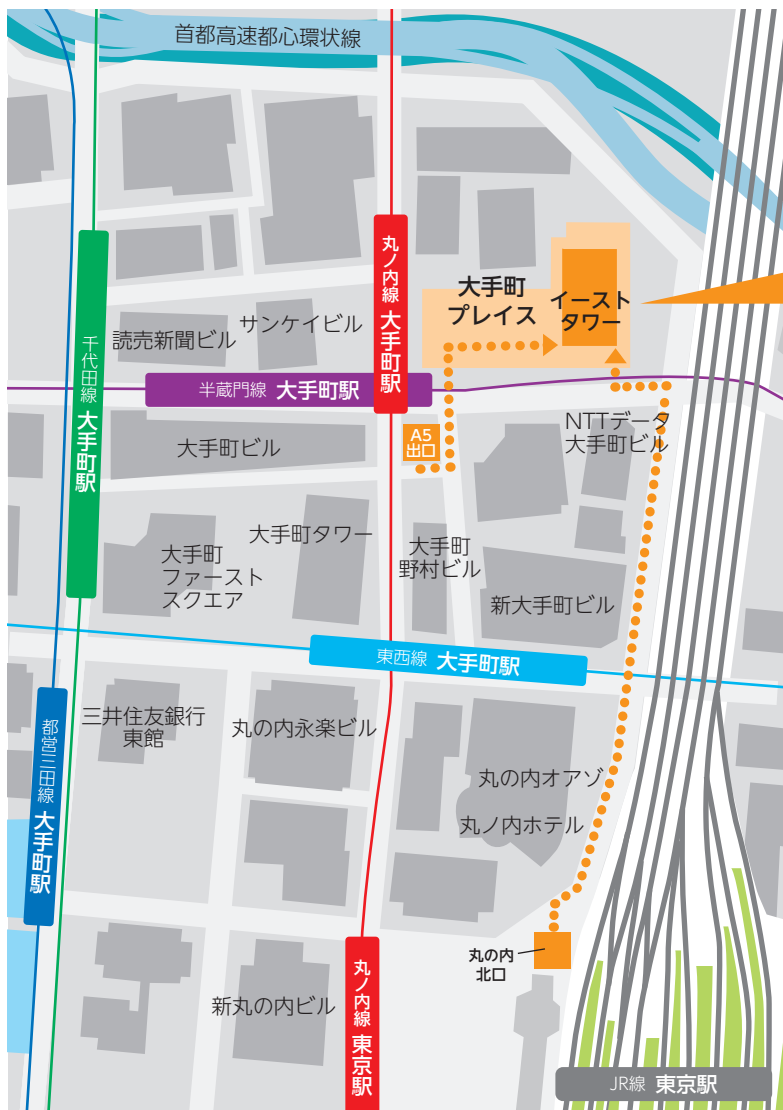 首都高速都心環状線
丸ノ内線 大手町駅
大手町
プレイス
イースト
タワー
サンケイビル
読売新聞ビル
千代田線 大手町駅
半蔵門線 大手町駅
A5
出口
NTTデータ
大手町ビル
大手町ビル
大手町タワー
大手町
ファースト
スクエア
大手町
野村ビル
新大手町ビル
東西線 大手町駅
三井住友銀行
東館
丸の内永楽ビル
都営三田線 大手町駅
丸の内オアゾ
丸ノ内ホテル
丸の内
北口
新丸の内ビル
丸ノ内線 東京駅
JR線 東京駅